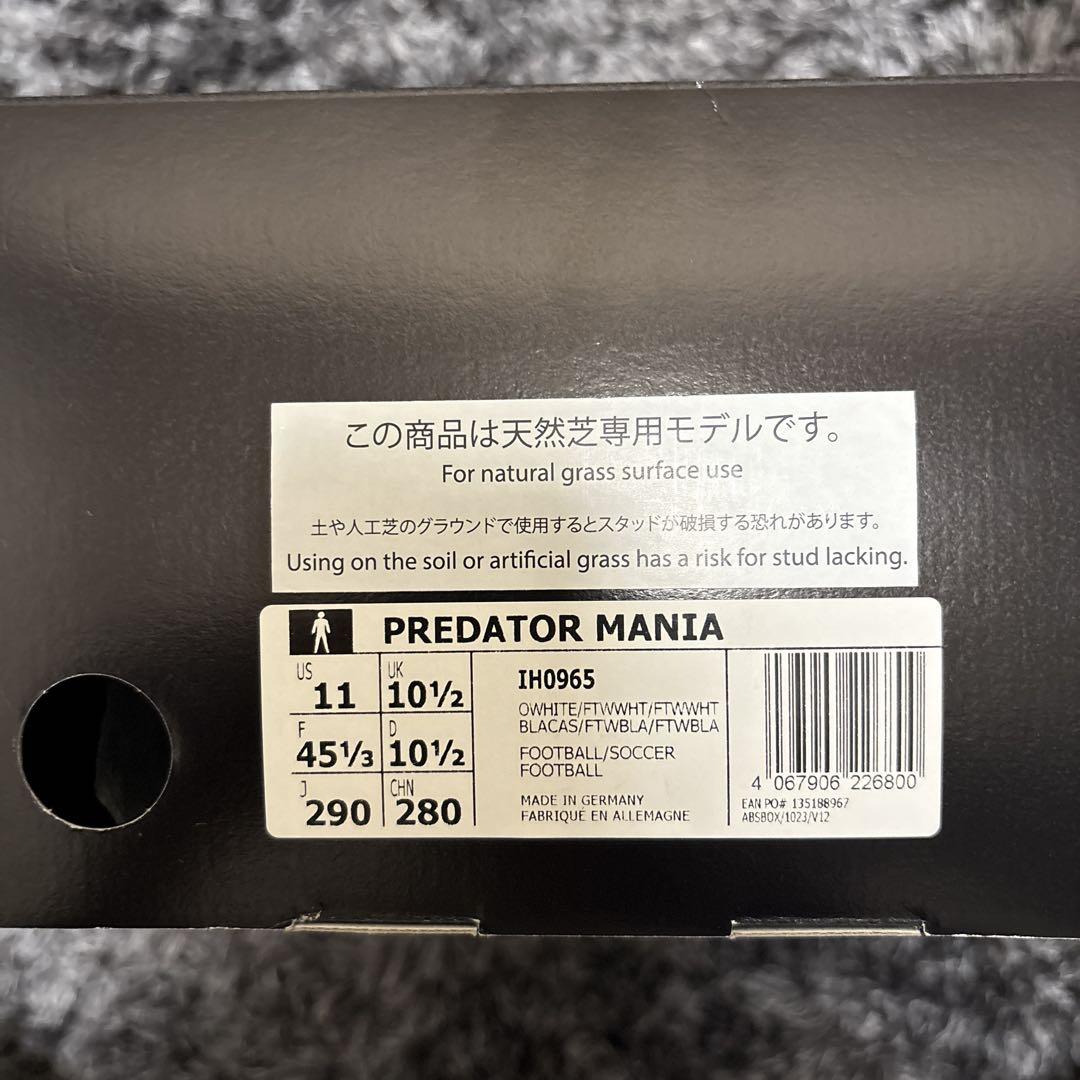 この商品は天然芝専用モデルです。
For natural grass surface use
土や人工芝のグラウンドで使用するとスタッドが破損する恐れがあります。
Using on the soil or artificial grass has a risk for stud lacking.
PREDATOR MANIA
US 11 UK 10½
F 45⅓ D 10½
J 290 CHN 280
IH0965
OWHITE/FTWWHT/FTWWHT
BLACAS/FTWBLA/FTWBLA
FOOTBALL/SOCCER
FOOTBALL
MADE IN GERMANY
FABRIQUÉ EN ALLEMAGNE
4 067906 226800
EAN PO# 135188967
ABSBOX/1023/V12